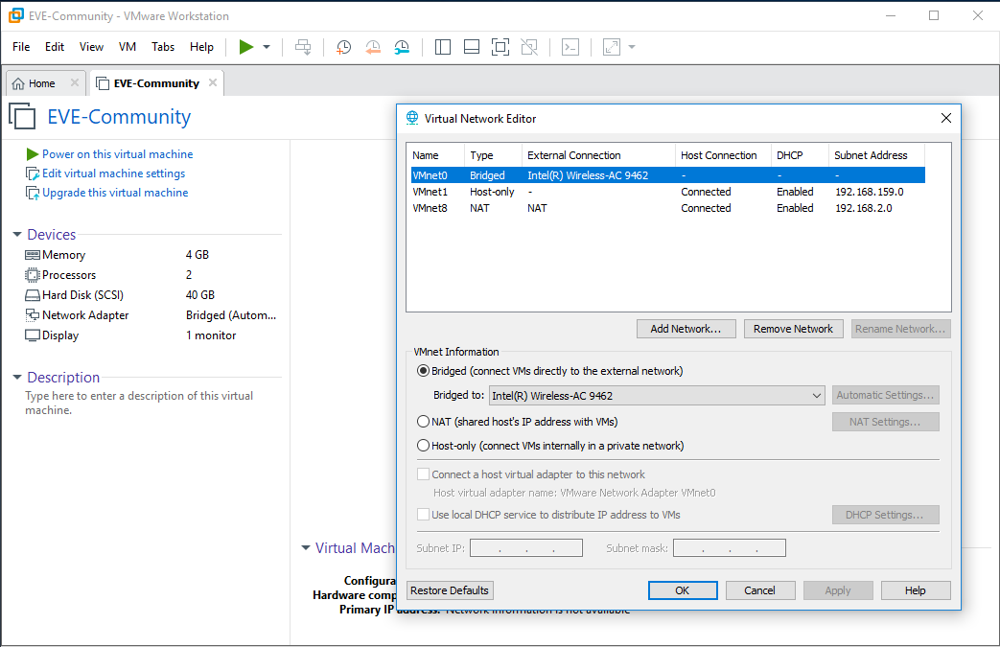 EVE-Community - VMware Workstation
File Edit View VM Tabs Help
Home EVE-Community
EVE-Community
Power on this virtual machine
Edit virtual machine settings
Upgrade this virtual machine
Devices
Memory 4 GB
Processors 2
Hard Disk (SCSI) 40 GB
Network Adapter Bridged (Autom...
Display 1 monitor
Description
Type here to enter a description of this virtual
machine.
Virtual Mach
Configura
Hardware comp
Primary IP address: Network information is not available
Virtual Network Editor
Name Type External Connection Host Connection DHCP Subnet Address
VMnet0 Bridged Intel(R) Wireless-AC 9462 - - -
VMnet1 Host-only - Connected Enabled 192.168.159.0
VMnet8 NAT NAT Connected Enabled 192.168.2.0
Add Network... Remove Network Rename Network...
VMnet Information
Bridged (connect VMs directly to the external network)
Bridged to: Intel(R) Wireless-AC 9462 Automatic Settings...
NAT (shared host's IP address with VMs) NAT Settings...
Host-only (connect VMs internally in a private network)
Connect a host virtual adapter to this network
Host virtual adapter name: VMware Network Adapter VMnet0
Use local DHCP service to distribute IP address to VMs DHCP Settings...
Subnet IP: . . . Subnet mask: . . .
Restore Defaults OK Cancel Apply Help